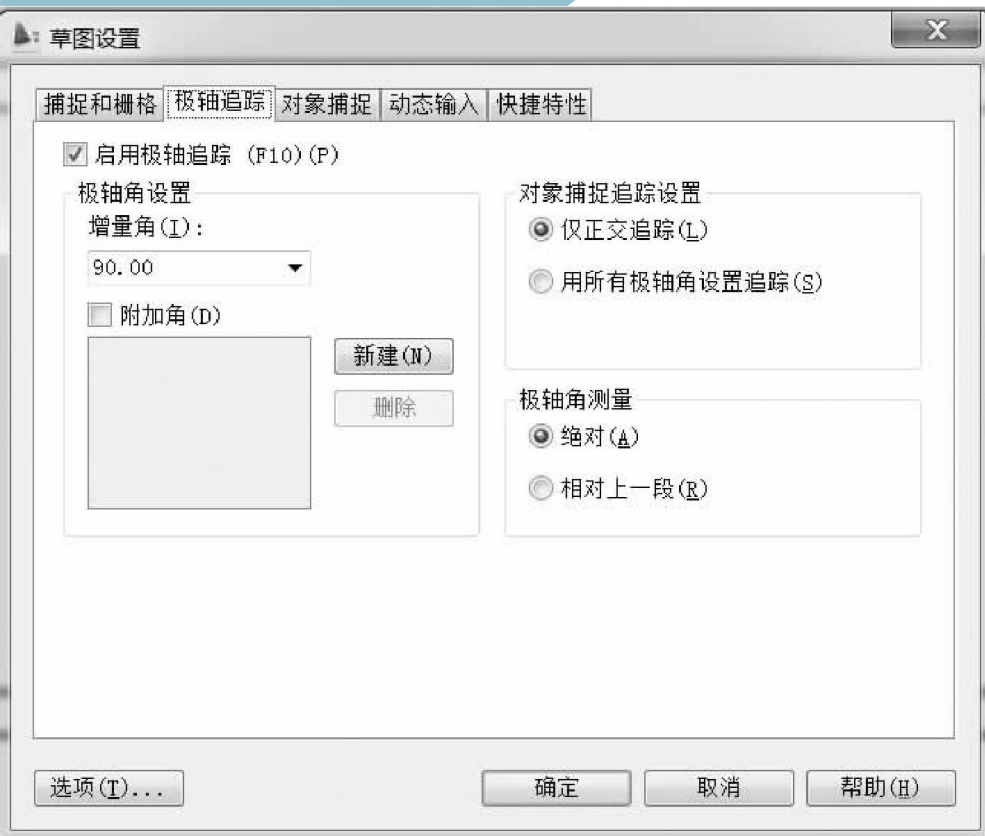 草图设置
捕捉和栅格 极轴追踪 对象捕捉 动态输入 快捷特性
启用极轴追踪 (F10)(P)
极轴角设置
增量角(I):
90.00
附加角(D)
新建(N)
删除
对象捕捉追踪设置
仅正交追踪(L)
用所有极轴角设置追踪(S)
极轴角测量
绝对(A)
相对上一段(R)
选项(T)... 确定 取消 帮助(H)